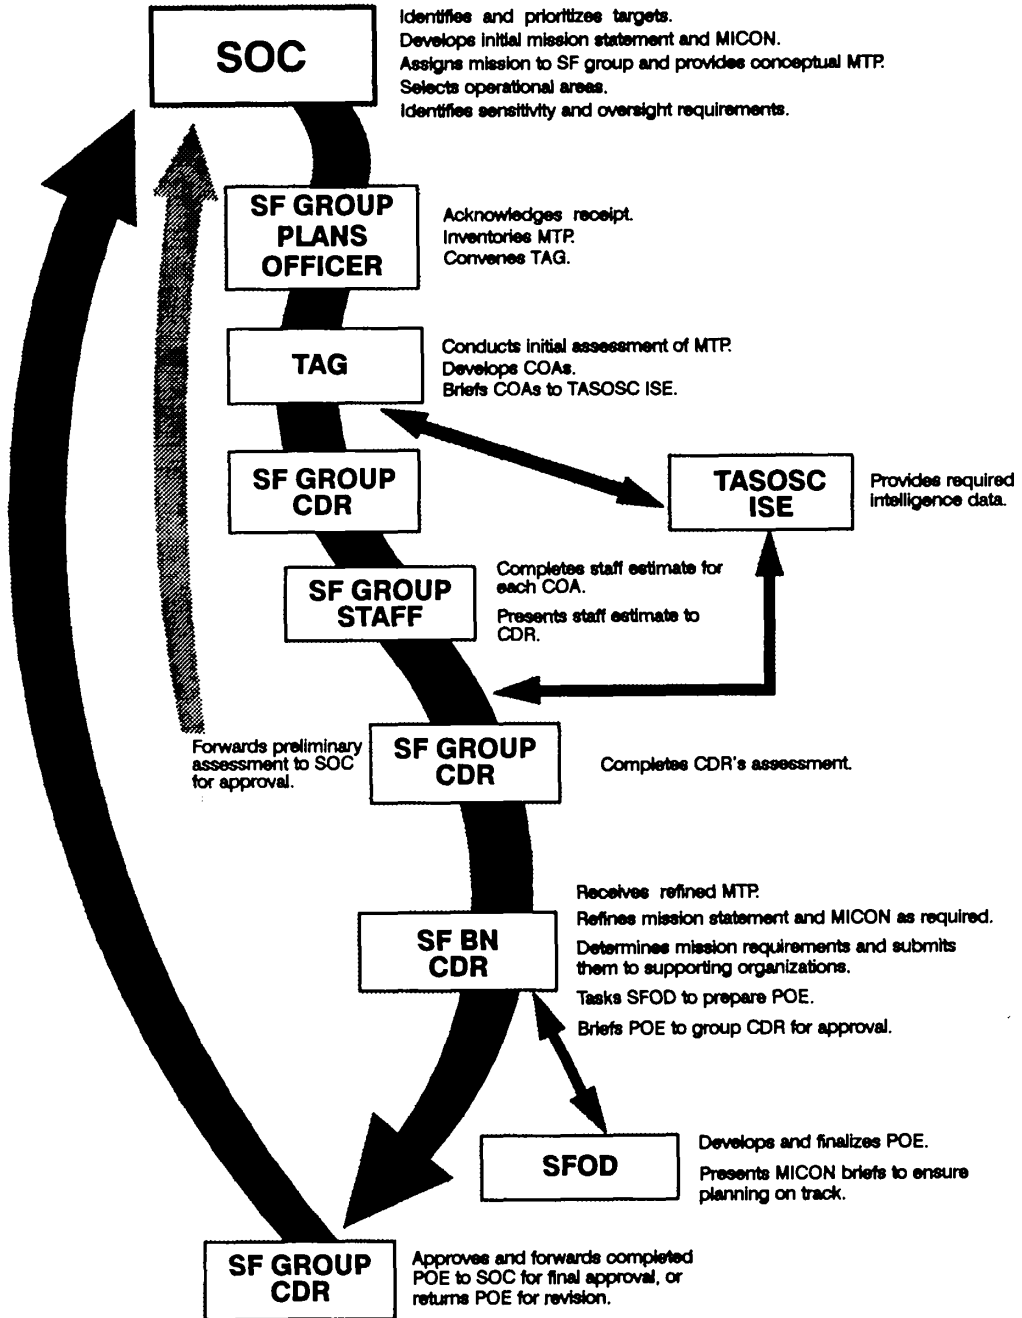 SOC
Identifies and prioritizes targets.
Develops initial mission statement and MICON.
Assigns mission to SF group and provides conceptual MTP.
Selects operational areas.
Identifies sensitivity and oversight requirements.
SF GROUP
PLANS
OFFICER
Acknowledges receipt.
Inventories MTP.
Convenes TAG.
TAG
Conducts initial assessment of MTP.
Develops COAs.
Briefs COAs to TASOSC ISE.
SF GROUP
CDR
TASOSC
ISE
Provides required
intelligence data.
SF GROUP
STAFF
Completes staff estimate for
each COA.
Presents staff estimate to
CDR.
Forwards preliminary
assessment to SOC
for approval.
SF GROUP
CDR
Completes CDR's assessment.
SF BN
CDR
Receives refined MTP.
Refines mission statement and MICON as required.
Determines mission requirements and submits
them to supporting organizations.
Tasks SFOD to prepare POE.
Briefs POE to group CDR for approval.
SFOD
Develops and finalizes POE.
Presents MICON briefs to ensure
planning on track.
SF GROUP
CDR
Approves and forwards completed
POE to SOC for final approval, or
returns POE for revision.